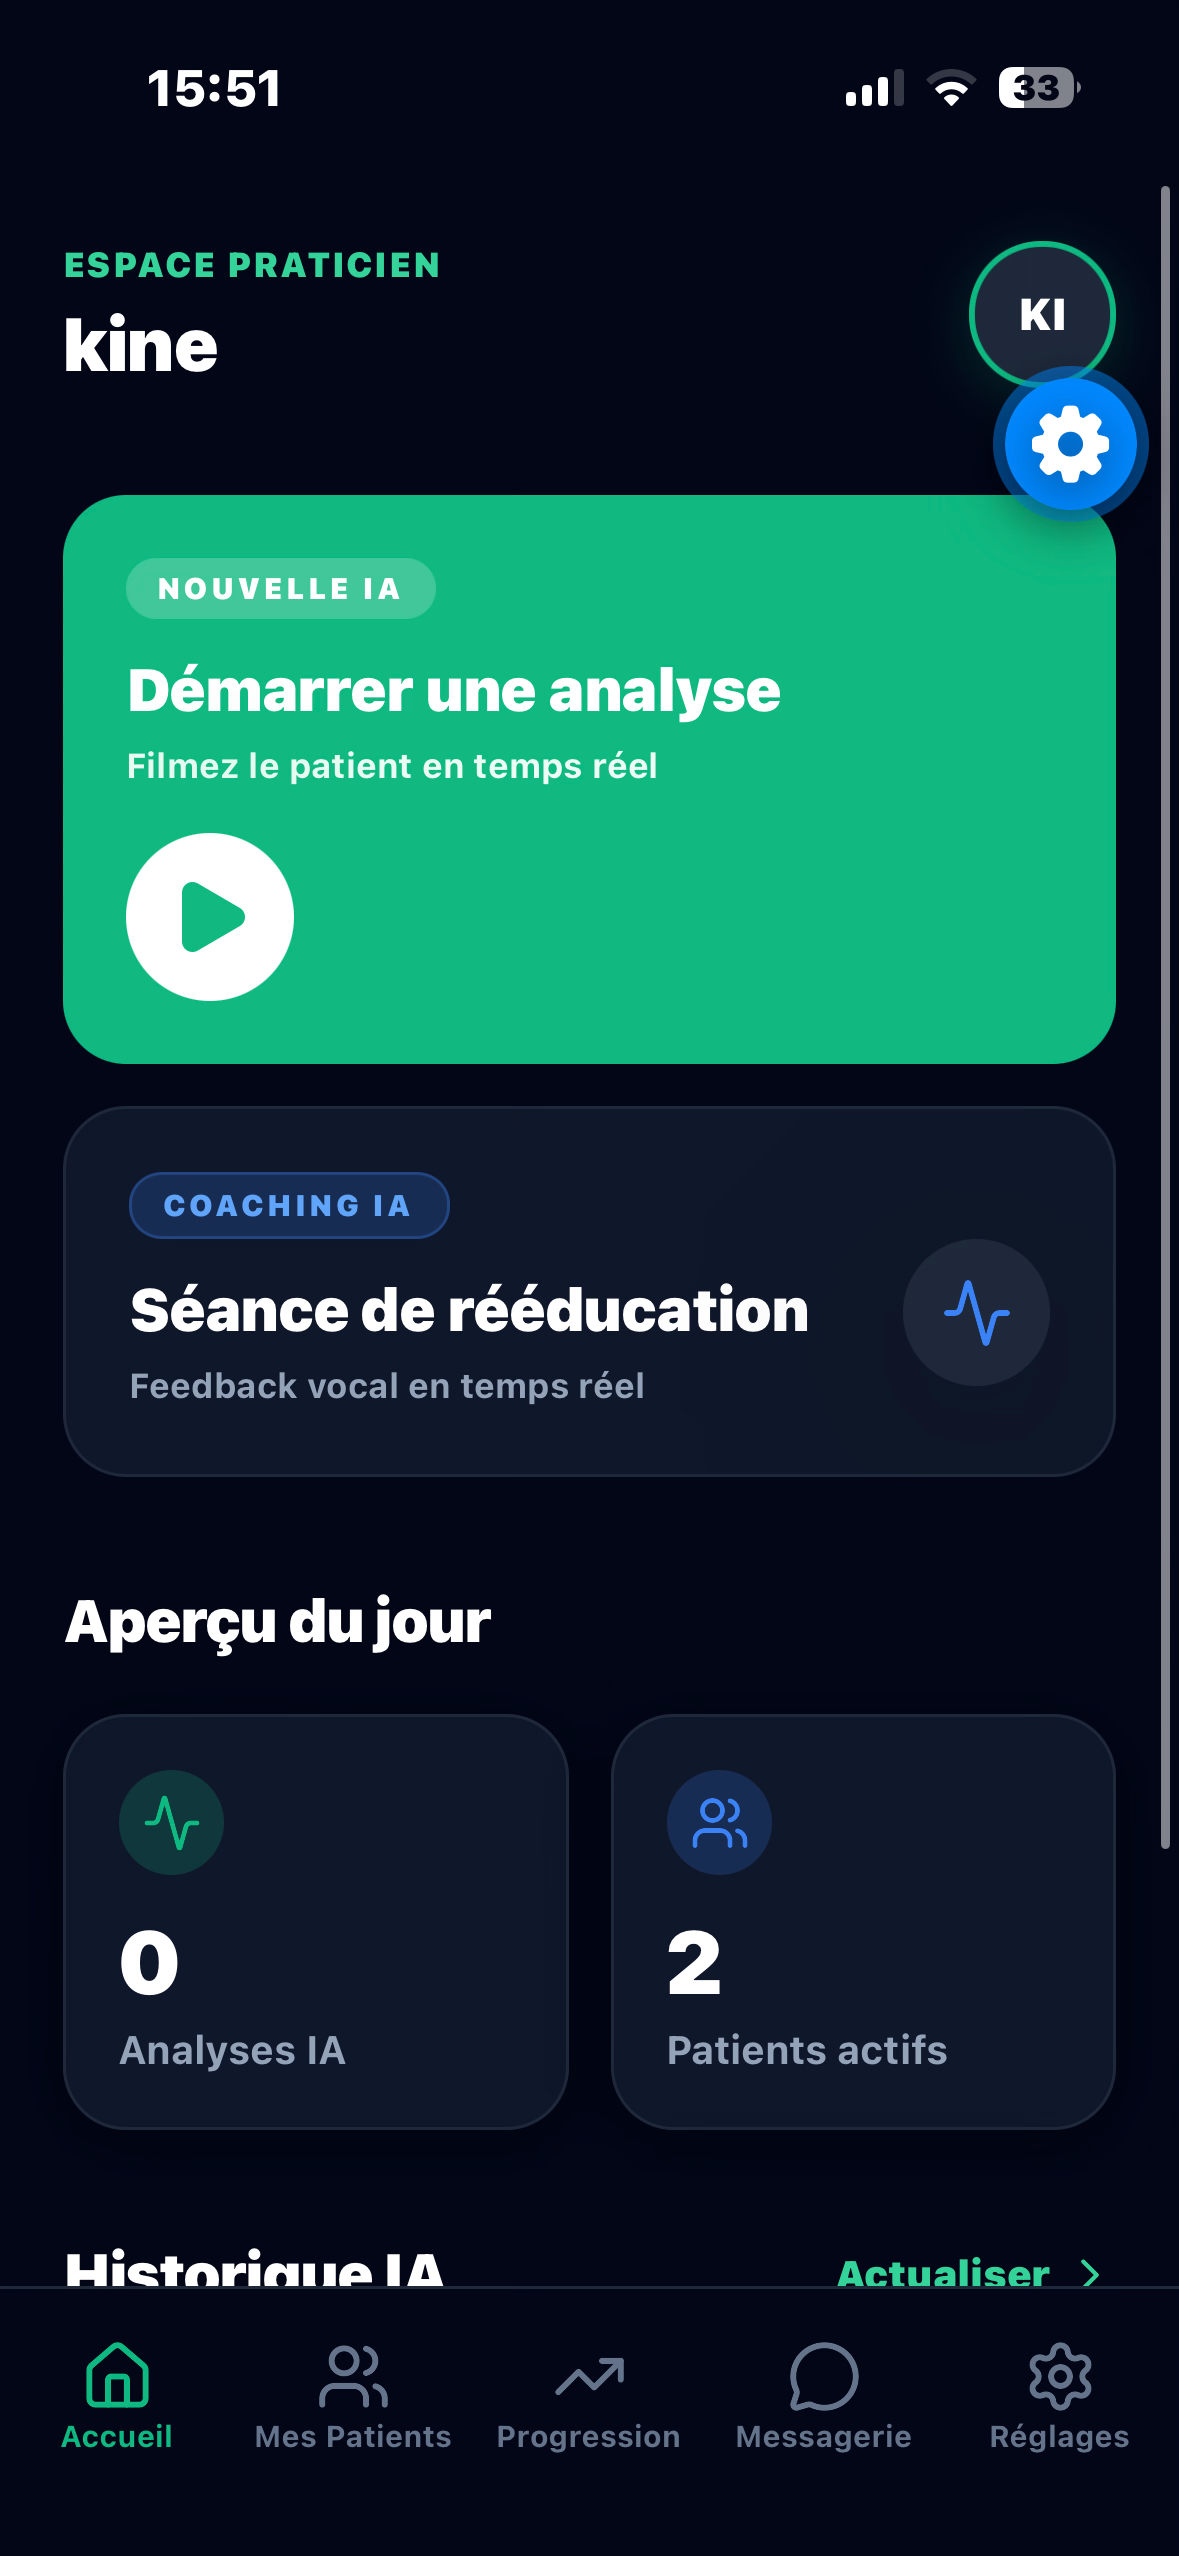 15:51
33
ESPACE PRATICIEN
kine
KI
NOUVELLE IA
Démarrer une analyse
Filmez le patient en temps réel
COACHING IA
Séance de rééducation
Feedback vocal en temps réel
Aperçu du jour
0
Analyses IA
2
Patients actifs
Historique IA
Actualiser
Accueil
Mes Patients
Progression
Messagerie
Réglages